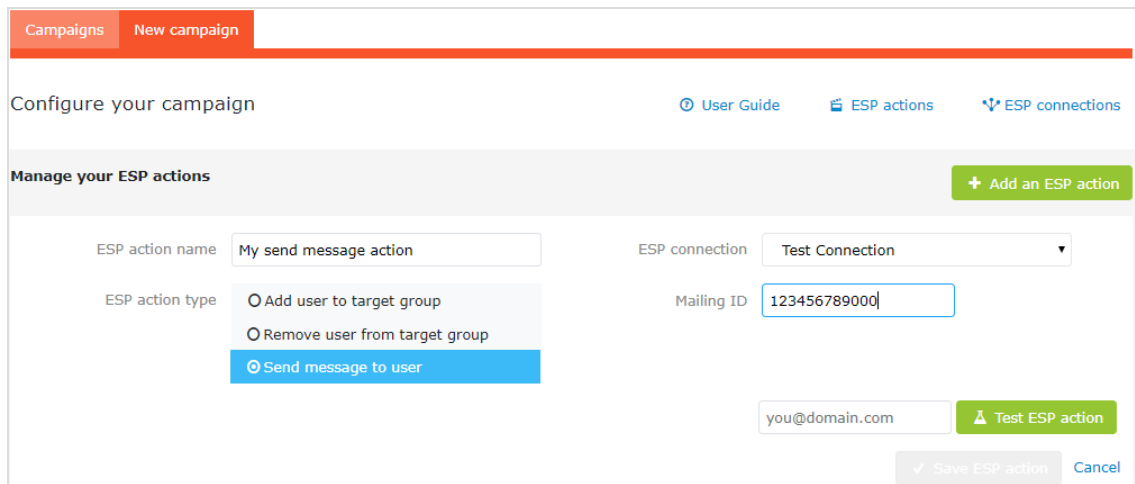 Campaigns New campaign
Configure your campaign User Guide ESP actions ESP connections
Manage your ESP actions + Add an ESP action
ESP action name My send message action ESP connection Test Connection
ESP action type Add user to target group Mailing ID 123456789000
Remove user from target group
Send message to user
you@domain.com Test ESP action
Save ESP action Cancel